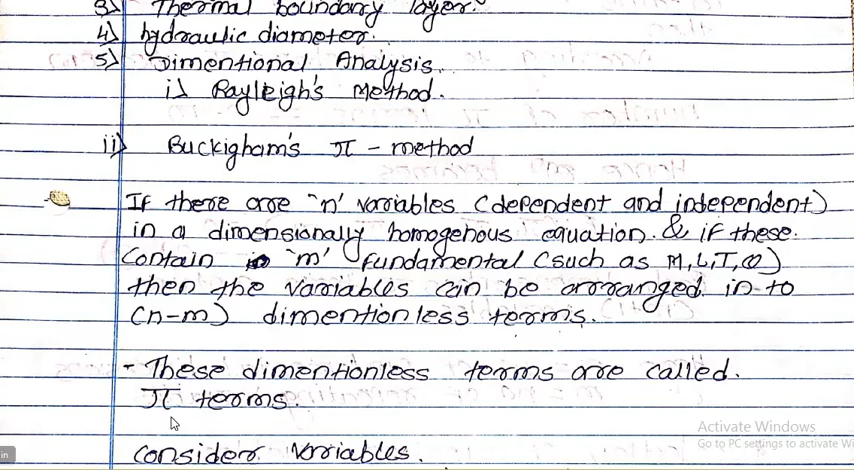 3) Thermal boundary layer.
4) hydraulic diameter.
5) Dimentional Analysis.
i) Rayleigh's Method.
ii) Buckigham's π - method
If there are 'n' variables (dependent and independent)
in a dimensionally homogenous equation & if these
contain 'm' fundamental (such as M, L, T, θ)
then the variables can be arranged in to
(n-m) dimentionless terms.
- These dimentionless terms are called.
π terms.
consider variables.
Activate Windows
Go to PC settings to activate Wi
in